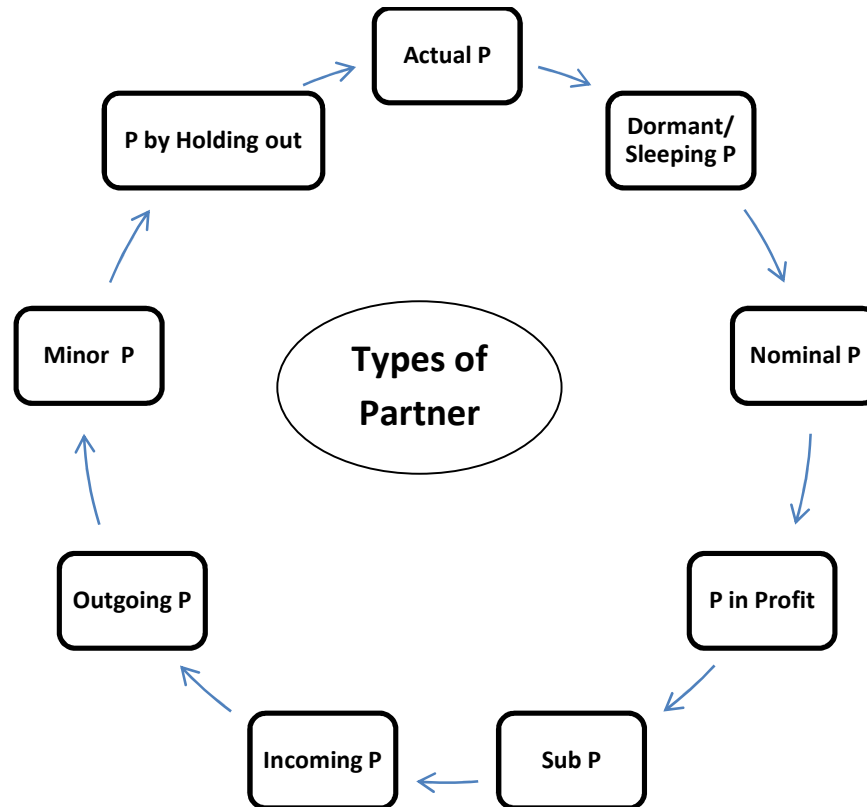 Actual P
Dormant/
Sleeping P
Nominal P
P in Profit
Sub P
Incoming P
Outgoing P
Minor P
P by Holding out
Types of
Partner